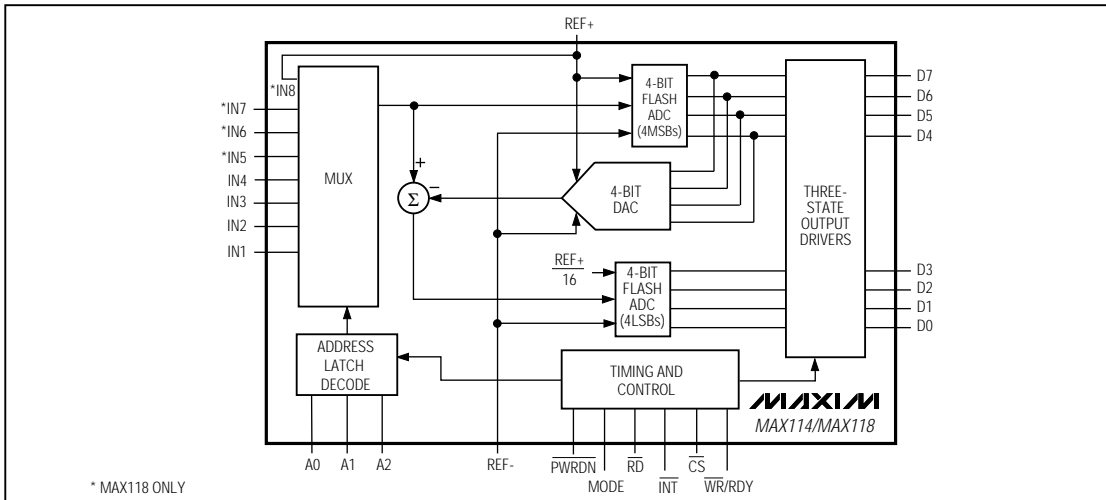 REF+
*IN8
*IN7
*IN6
*IN5
IN4
IN3
IN2
IN1
MUX
+
−
Σ
4-BIT
FLASH
ADC
(4MSBs)
4-BIT
DAC
REF+
16
4-BIT
FLASH
ADC
(4LSBs)
THREE-
STATE
OUTPUT
DRIVERS
D7
D6
D5
D4
D3
D2
D1
D0
ADDRESS
LATCH
DECODE
TIMING AND
CONTROL
MAXIM
MAX114/MAX118
A0 A1 A2 REF- PWRDN RD CS
MODE INT WR/RDY
* MAX118 ONLY